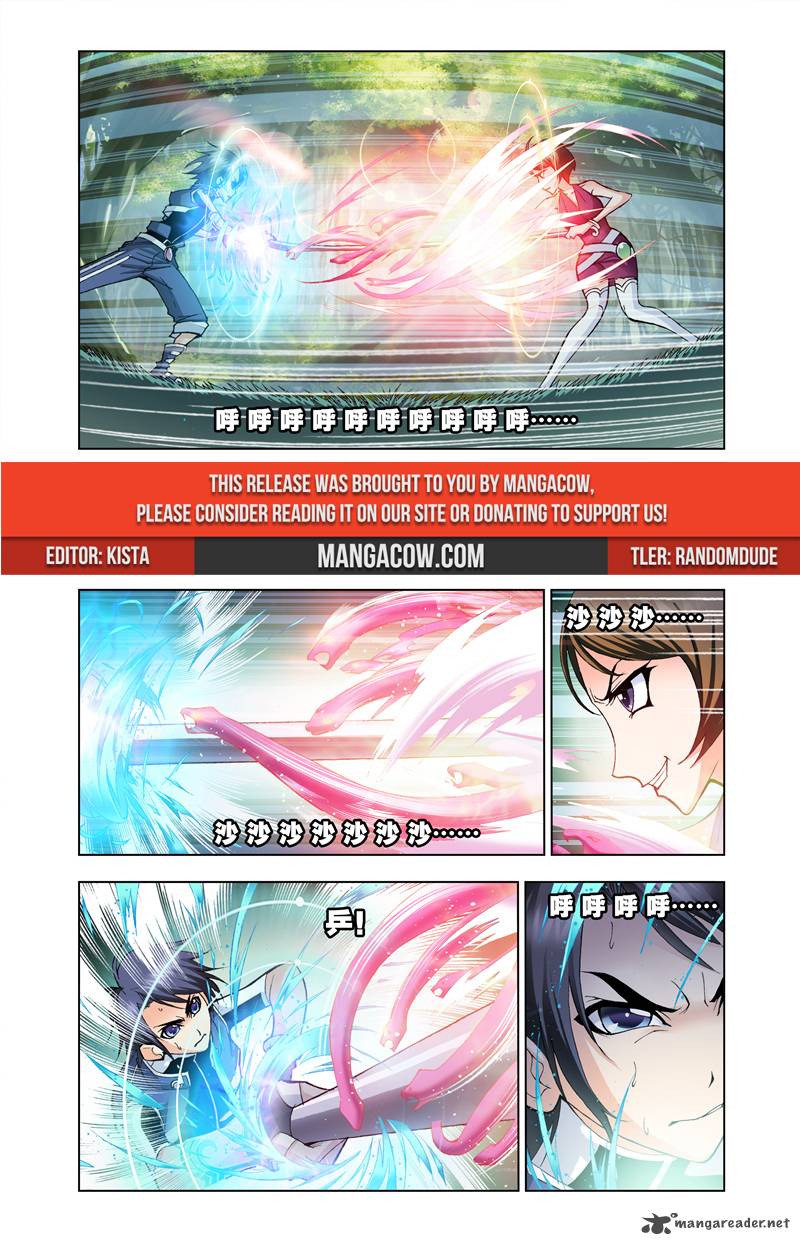 呼呼呼呼呼呼呼呼呼呼……
THIS RELEASE WAS BROUGHT TO YOU BY MANGACOW,
PLEASE CONSIDER READING IT ON OUR SITE OR DONATING TO SUPPORT US!
EDITOR: KISTA
MANGACOW.COM
TLER: RANDOMDUDE
沙沙沙沙沙沙沙……
沙沙沙……
乒!
呼呼呼呼……
mangareader.net